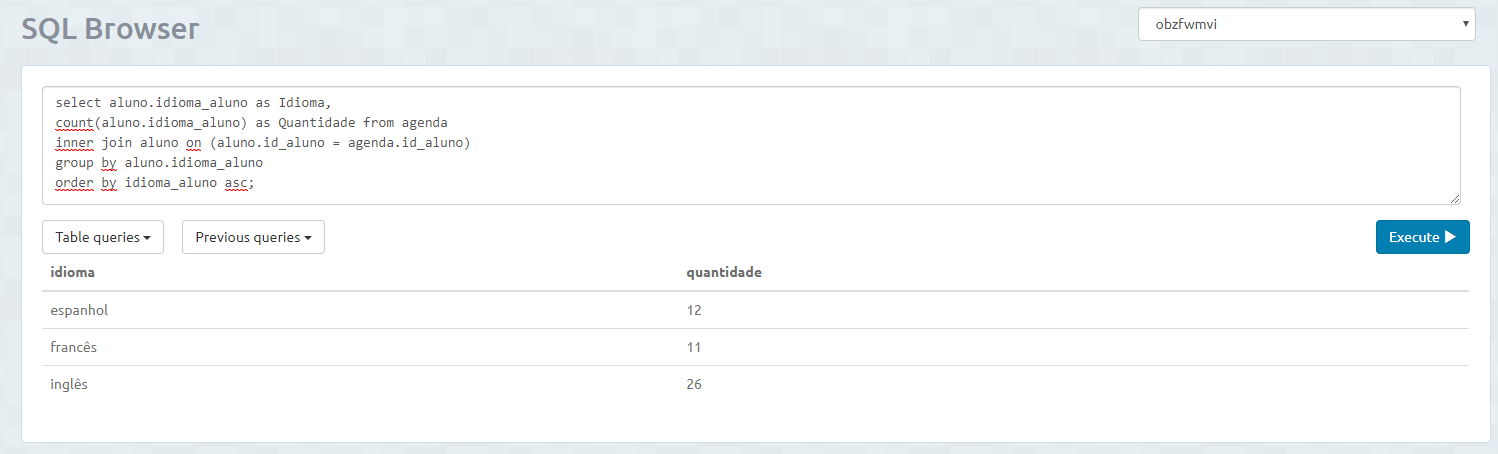 SQL Browser
obzfwmvi
select aluno.idioma_aluno as Idioma,
count(aluno.idioma_aluno) as Quantidade from agenda
inner join aluno on (aluno.id_aluno = agenda.id_aluno)
group by aluno.idioma_aluno
order by idioma_aluno asc;
Table queries Previous queries Execute
idioma quantidade
espanhol 12
francês 11
inglês 26